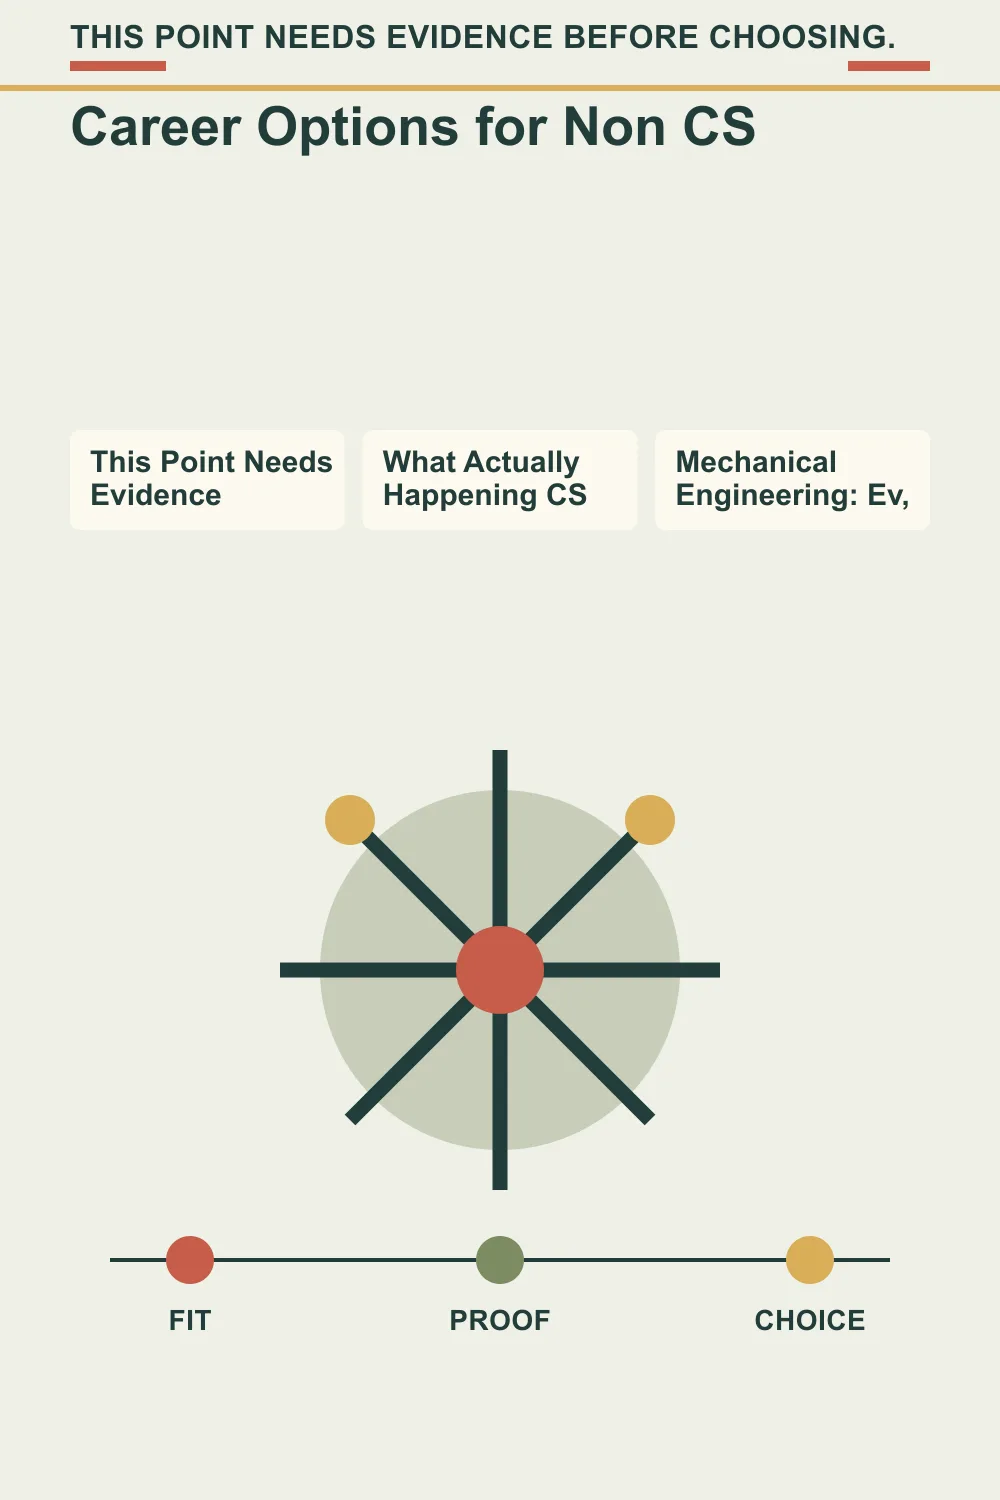 THIS POINT NEEDS EVIDENCE BEFORE CHOOSING.
Career Options for Non CS
This Point Needs
Evidence
What Actually
Happening CS
Mechanical
Engineering: Ev,
FIT
PROOF
CHOICE